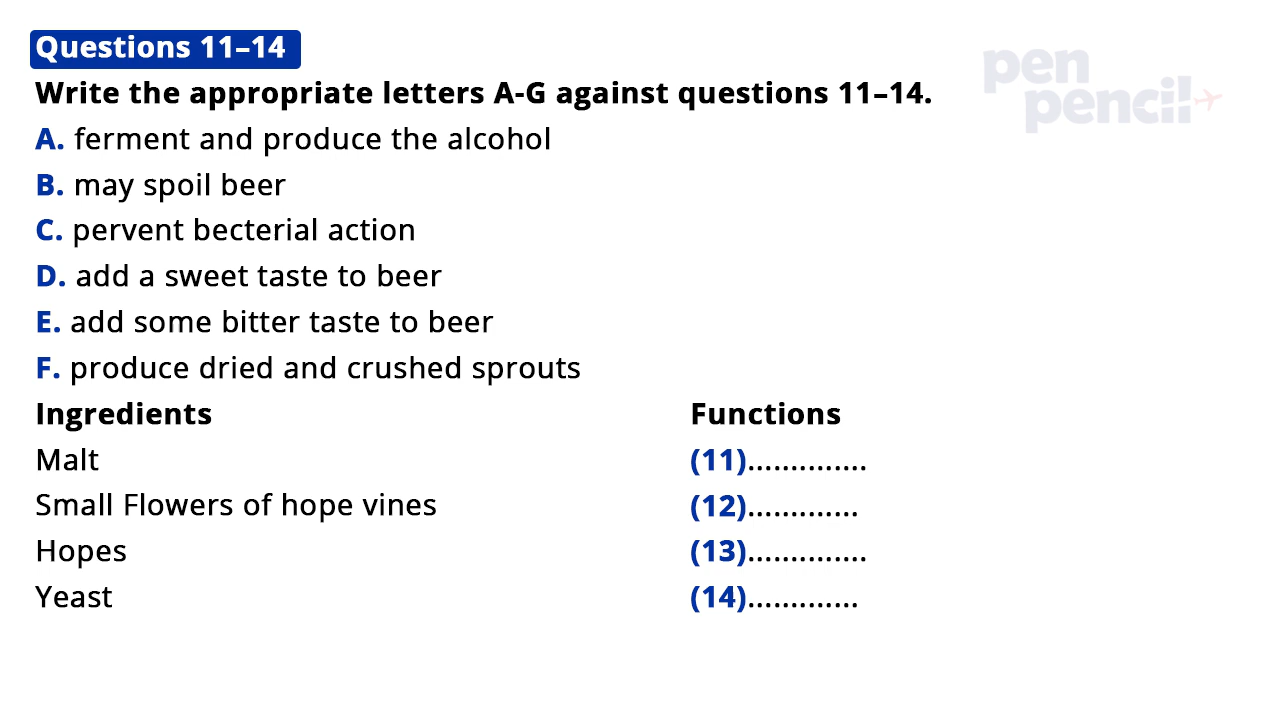 Questions 11–14
pen
pencil
Write the appropriate letters A-G against questions 11–14.
A. ferment and produce the alcohol
B. may spoil beer
C. pervent becterial action
D. add a sweet taste to beer
E. add some bitter taste to beer
F. produce dried and crushed sprouts
Ingredients Functions
Malt (11)..............
Small Flowers of hope vines (12).............
Hopes (13)..............
Yeast (14).............